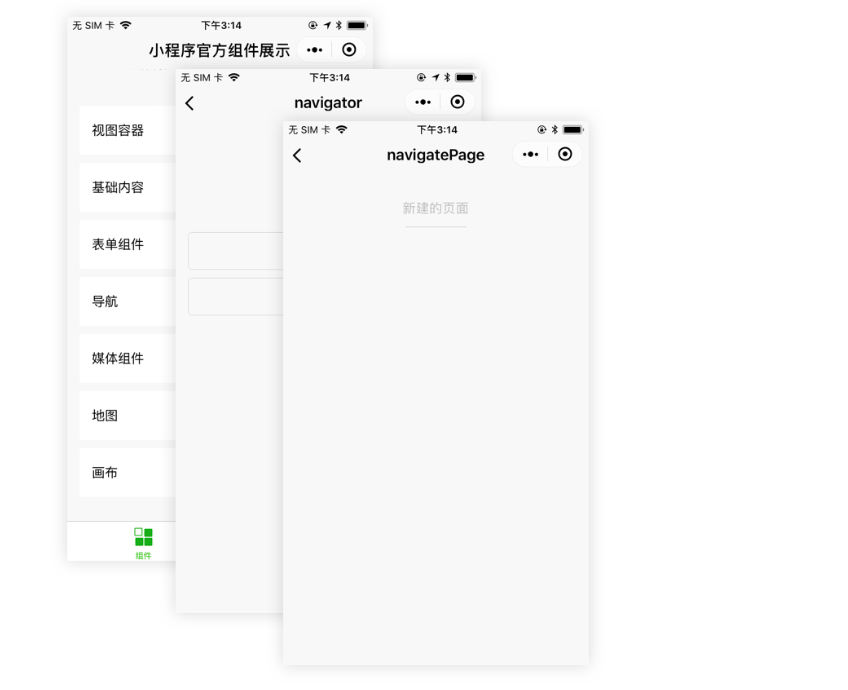 无 SIM 卡
下午3:14
小程序官方组件展示
视图容器
基础内容
表单组件
导航
媒体组件
地图
画布
组件
无 SIM 卡
下午3:14
navigator
无 SIM 卡
下午3:14
navigatePage
新建的页面